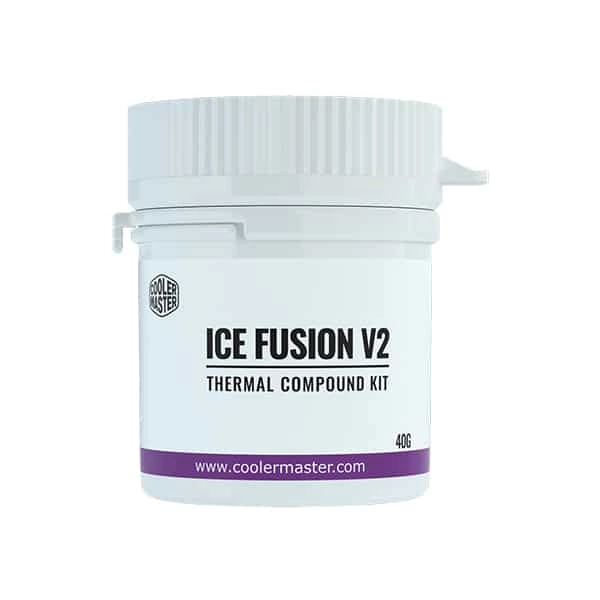 COOLER
MASTER
ICE FUSION V2
THERMAL COMPOUND KIT
40G
www.coolermaster.com